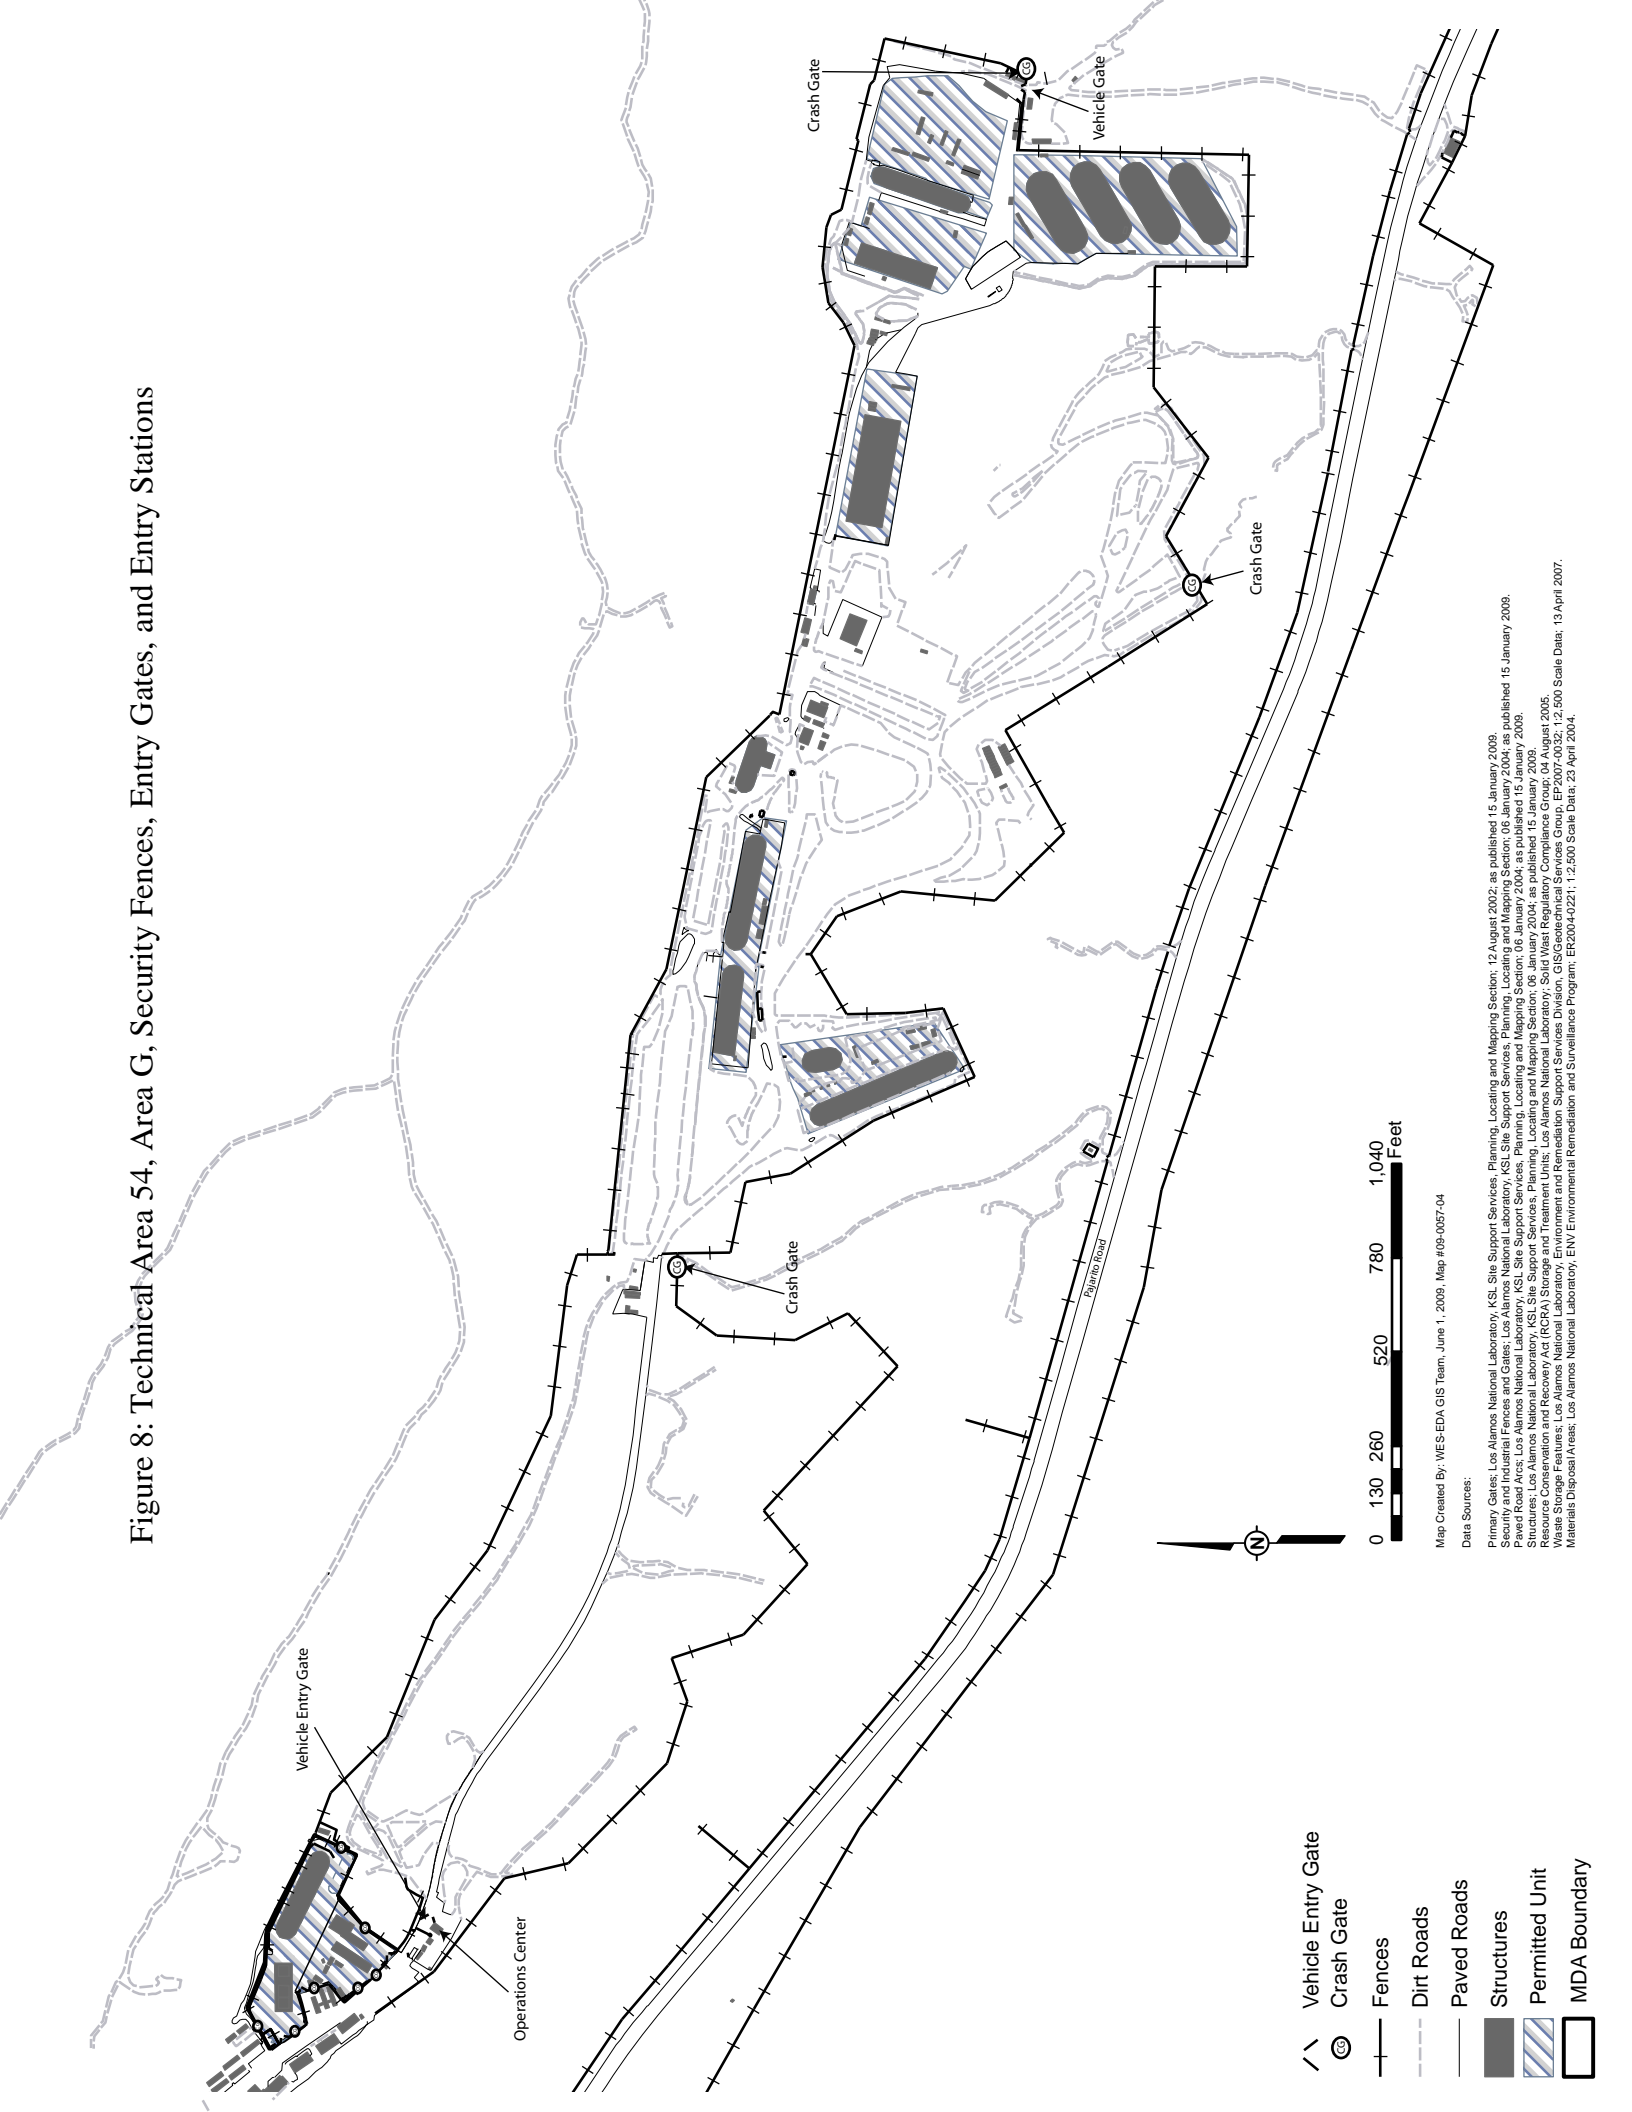 Figure 8: Technical Area 54, Area G, Security Fences, Entry Gates, and Entry Stations
Vehicle Entry Gate
Operations Center
Crash Gate
Crash Gate
Crash Gate
Vehicle Gate
CG
CG
CG
Pajarito Road
Vehicle Entry Gate
CG Crash Gate
Fences
Dirt Roads
Paved Roads
Structures
Permitted Unit
MDA Boundary
N
0 130 260 520 780 1,040
Feet
Map Created By: WES-EDA GIS Team, June 1, 2009, Map #09-0057-04
Data Sources:
Primary Gates; Los Alamos National Laboratory, KSL Site Support Services, Planning, Locating and Mapping Section; 12 August 2002; as published 15 January 2009.
Security and Industrial Fences and Gates; Los Alamos National Laboratory, KSL Site Support Services, Planning, Locating and Mapping Section; 06 January 2004; as published 15 January 2009.
Paved Road Arcs; Los Alamos National Laboratory, KSL Site Support Services, Planning, Locating and Mapping Section; 06 January 2004; as published 15 January 2009.
Structures; Los Alamos National Laboratory, KSL Site Support Services, Planning, Locating and Mapping Section; 06 January 2004; as published 15 January 2009.
Resource Conservation and Recovery Act (RCRA) Storage and Treatment Units; Los Alamos National Laboratory; Solid Wast Regulatory Compliance Group; 04 August 2005.
Waste Storage Features; Los Alamos National Laboratory, Environment and Remediation Support Services Division, GIS/Geotechnical Services Group, EP2007-0032; 1:2,500 Scale Data; 13 April 2007.
Materials Disposal Areas; Los Alamos National Laboratory, ENV Environmental Remediation and Surveillance Program; ER2004-0221; 1:2,500 Scale Data; 23 April 2004.